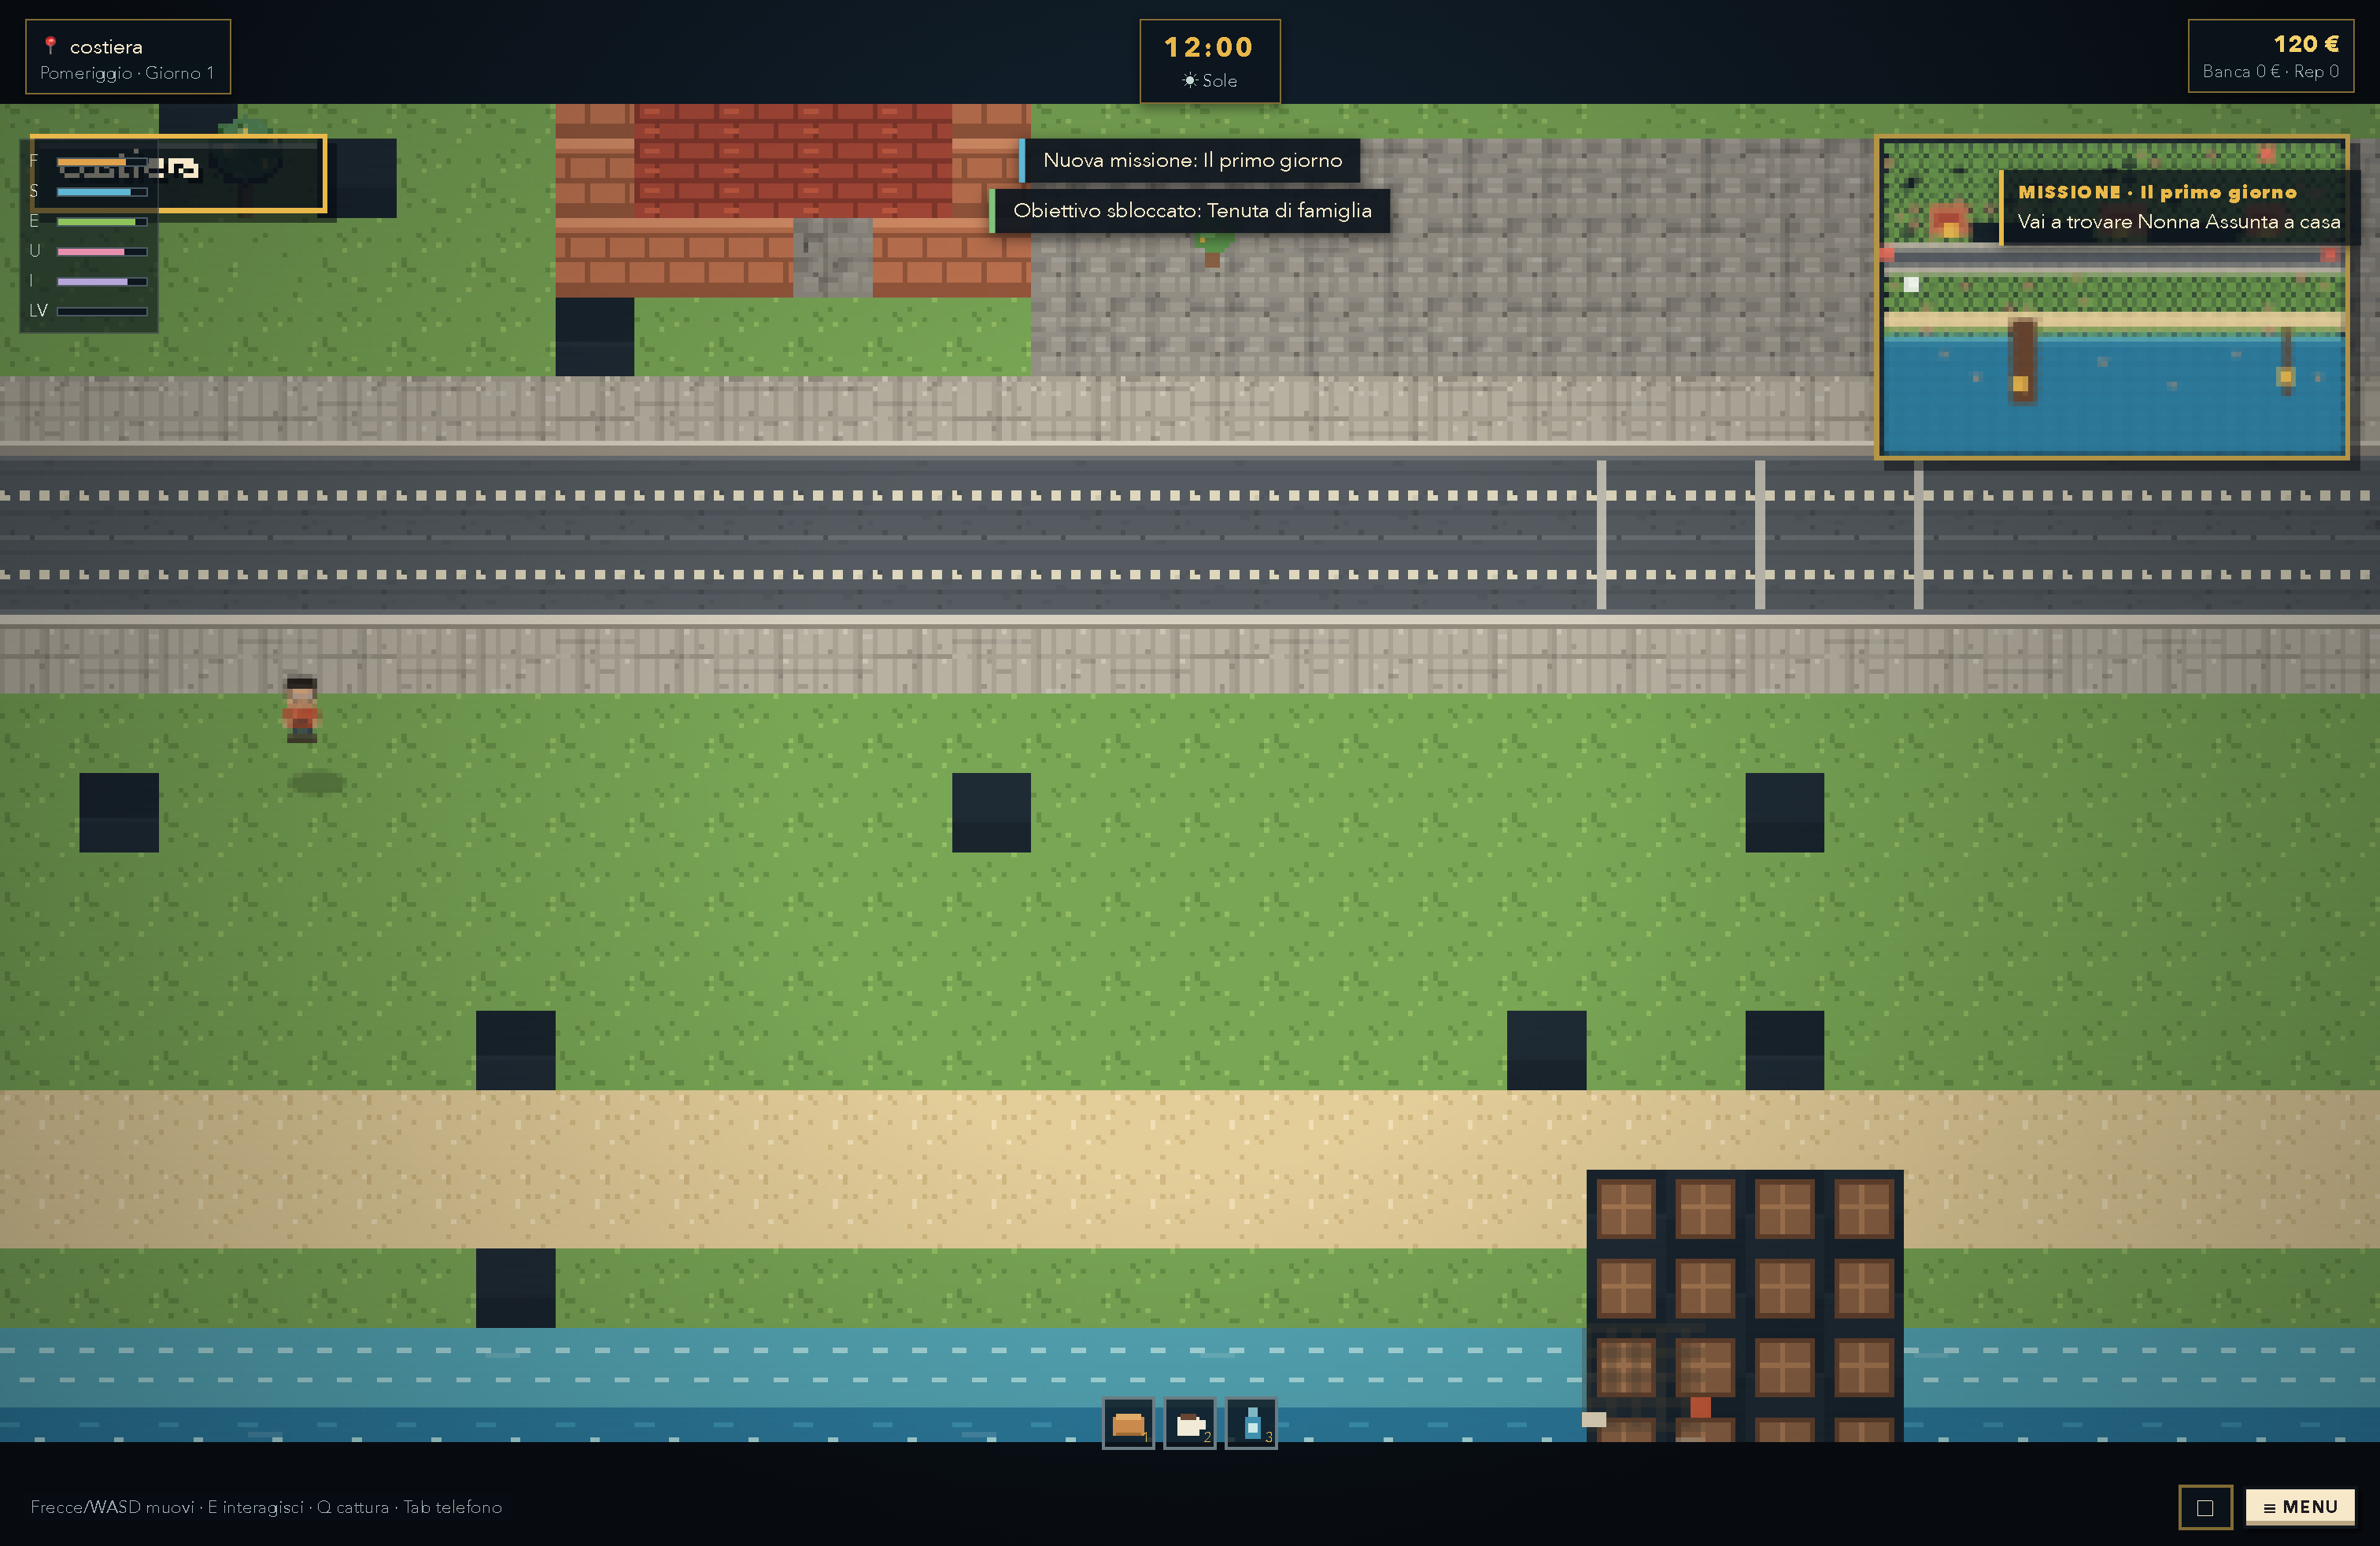 costiera
Pomeriggio · Giorno 1
12:00
Sole
120 €
Banca 0 € · Rep 0
F
S
E
U
I
LV
Nuova missione: Il primo giorno
Obiettivo sbloccato: Tenuta di famiglia
MISSIONE · Il primo giorno
Vai a trovare Nonna Assunta a casa
1
2
3
Frecce/WASD muovi · E interagisci · Q cattura · Tab telefono
≡ MENU